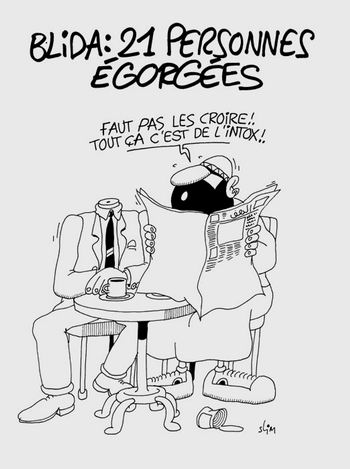 BLiDA: 21 PERSONNES
ÉGORGÉES
FAUT PAS LES CROIRE!!
TOUT ÇA C'EST DE L'INTOX!!
SLiM